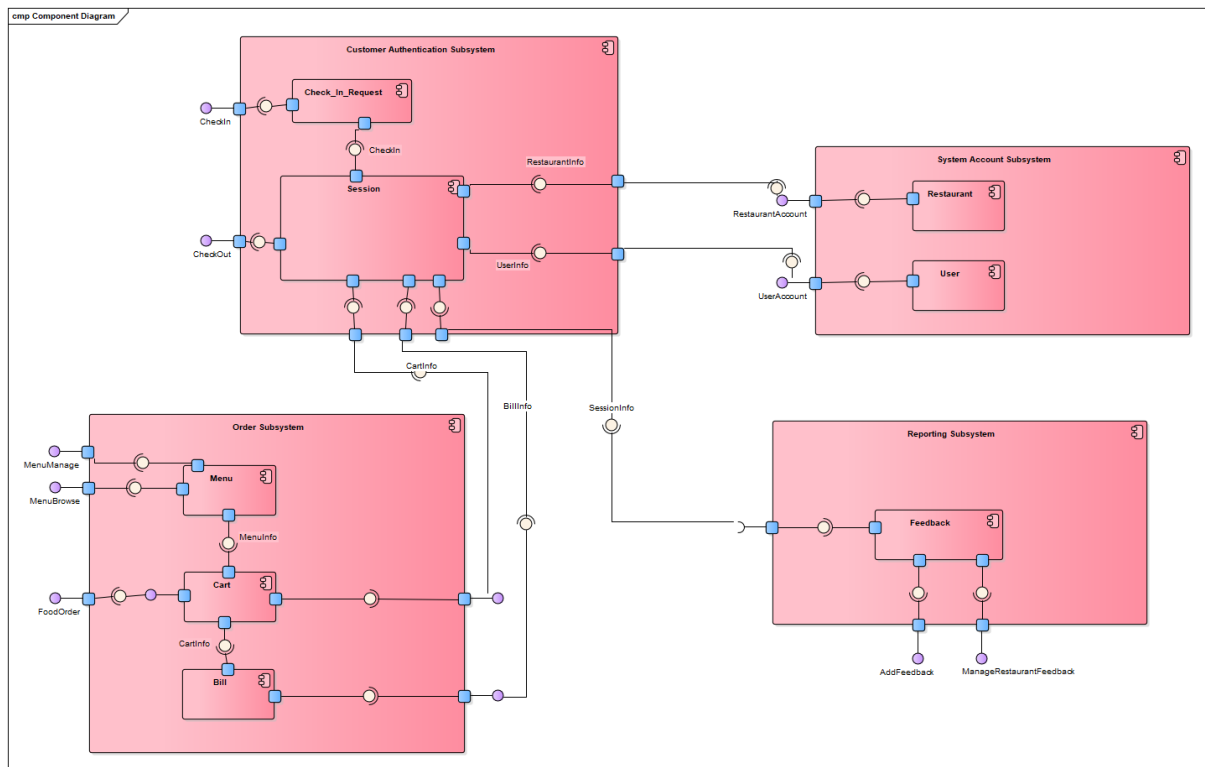 cmp Component Diagram
Customer Authentication Subsystem
Check_In_Request
CheckIn
CheckIn
RestaurantInfo
Session
CheckOut
UserInfo
System Account Subsystem
Restaurant
RestaurantAccount
User
UserAccount
CartInfo
BillInfo
SessionInfo
Order Subsystem
MenuManage
Menu
MenuBrowse
MenuInfo
Cart
FoodOrder
CartInfo
Bill
Reporting Subsystem
Feedback
AddFeedback
ManageRestaurantFeedback